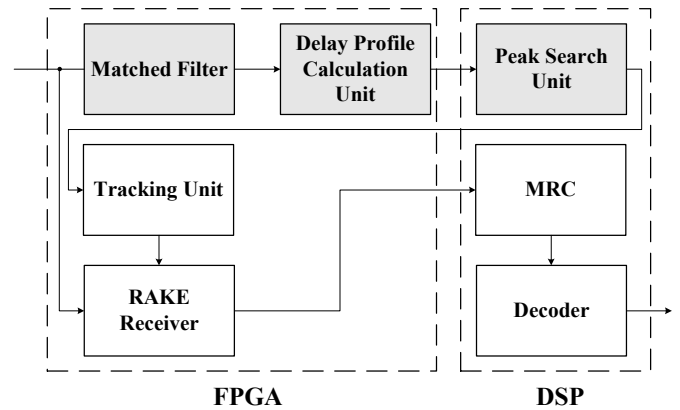 Matched Filter
Delay Profile
Calculation
Unit
Peak Search
Unit
Tracking Unit
MRC
RAKE
Receiver
Decoder
FPGA
DSP